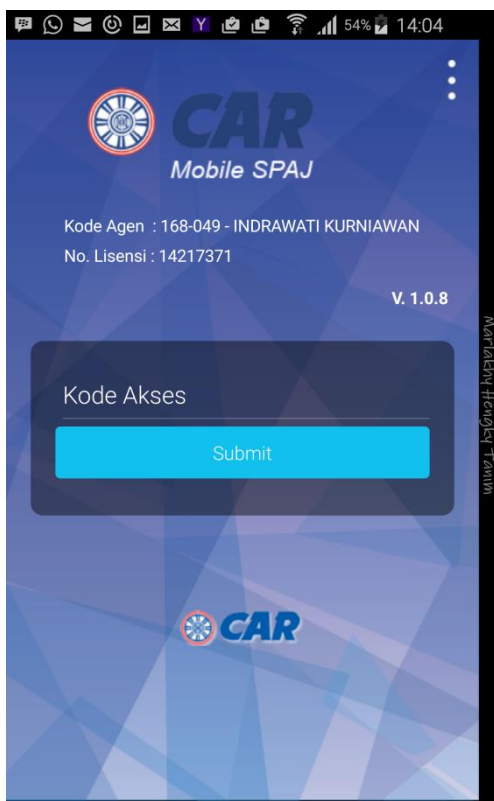 54% 14:04
CAR
Mobile SPAJ
Kode Agen : 168-049 - INDRAWATI KURNIAWAN
No. Lisensi : 14217371
V. 1.0.8
Kode Akses
Submit
CAR
Marlakhy Hengky Tanim